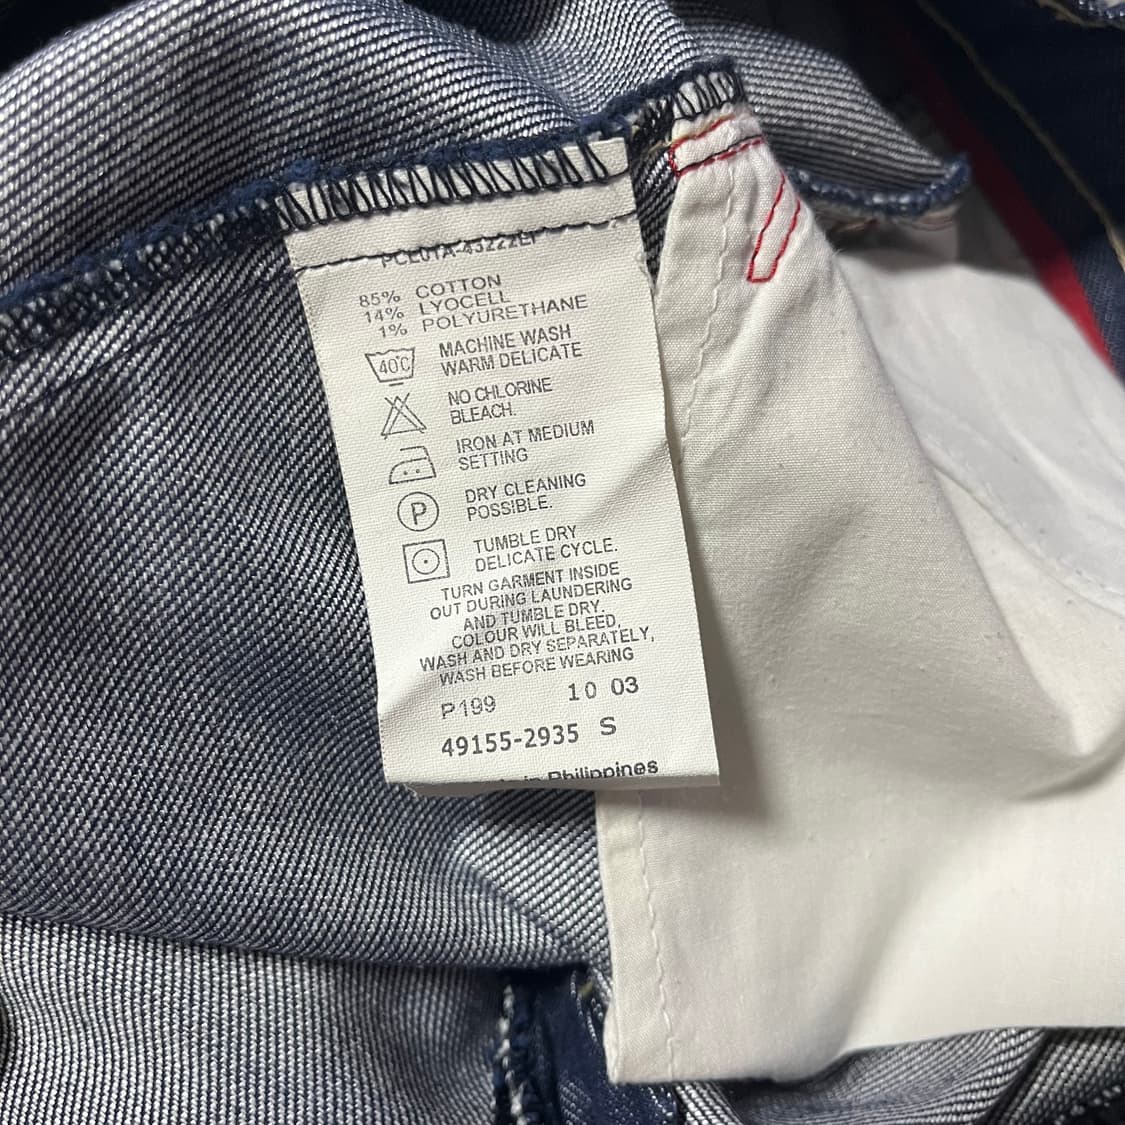 85% COTTON
14% LYOCELL
1% POLYURETHANE
40°C
MACHINE WASH
WARM DELICATE
NO CHLORINE
BLEACH.
IRON AT MEDIUM
SETTING
P
DRY CLEANING
POSSIBLE.
TUMBLE DRY
DELICATE CYCLE.
TURN GARMENT INSIDE
OUT DURING LAUNDERING
AND TUMBLE DRY.
COLOUR WILL BLEED,
WASH AND DRY SEPARATELY,
WASH BEFORE WEARING
P199 10 03
49155-2935 S
in Philippines